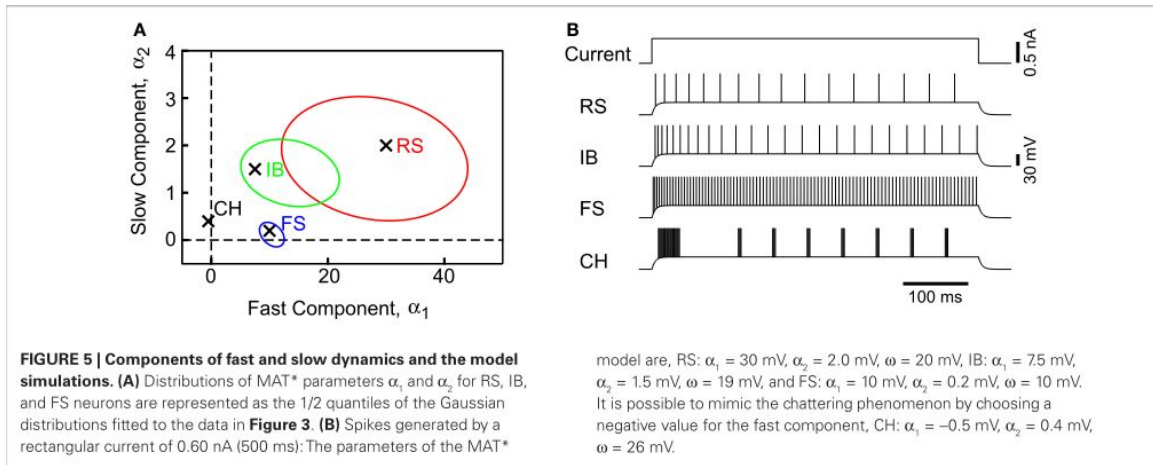 A
4
3
2
1
0
0
20
40
Slow Component, α₂
Fast Component, α₁
RS
IB
CH
FS
B
Current
0.5 nA
RS
IB
30 mV
FS
CH
100 ms
FIGURE 5 | Components of fast and slow dynamics and the model
simulations. (A) Distributions of MAT* parameters α₁ and α₂ for RS, IB,
and FS neurons are represented as the 1/2 quantiles of the Gaussian
distributions fitted to the data in Figure 3. (B) Spikes generated by a
rectangular current of 0.60 nA (500 ms): The parameters of the MAT*
model are, RS: α₁ = 30 mV, α₂ = 2.0 mV, ω = 20 mV, IB: α₁ = 7.5 mV,
α₂ = 1.5 mV, ω = 19 mV, and FS: α₁ = 10 mV, α₂ = 0.2 mV, ω = 10 mV.
It is possible to mimic the chattering phenomenon by choosing a
negative value for the fast component, CH: α₁ = −0.5 mV, α₂ = 0.4 mV,
ω = 26 mV.